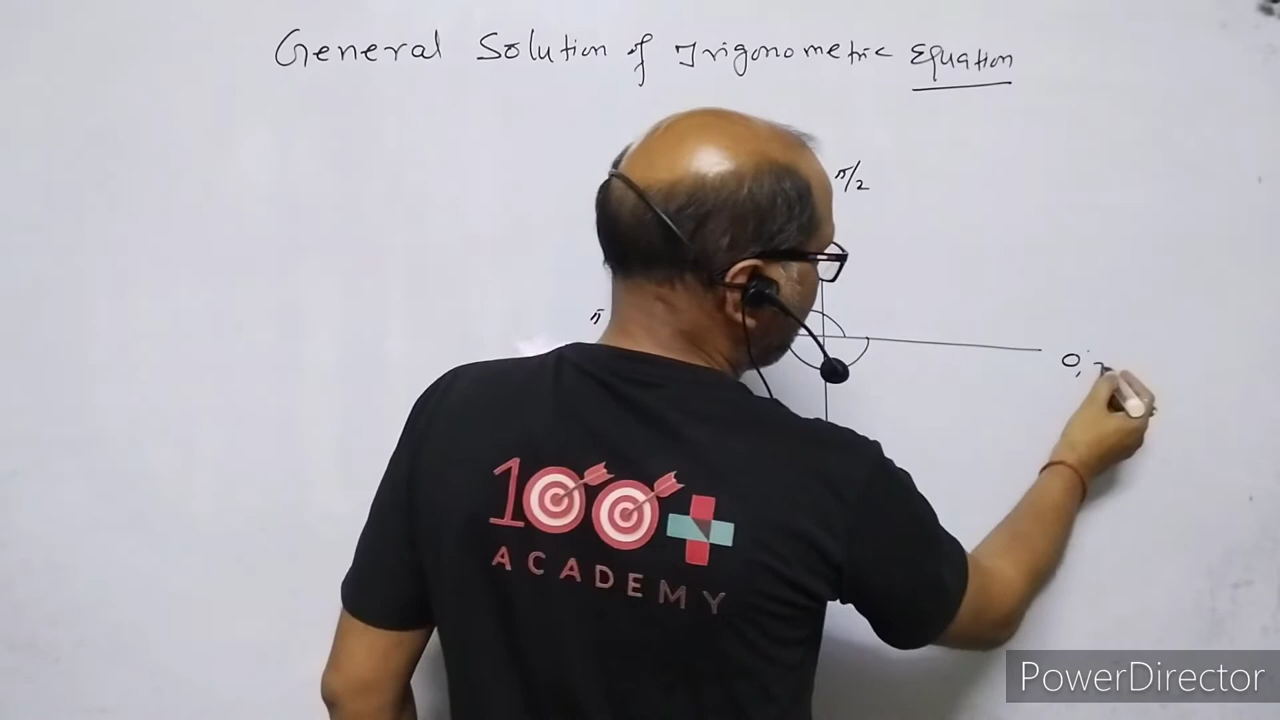 General Solution of Trigonometric Equation
π/2
π
0,
100+
ACADEMY
PowerDirector